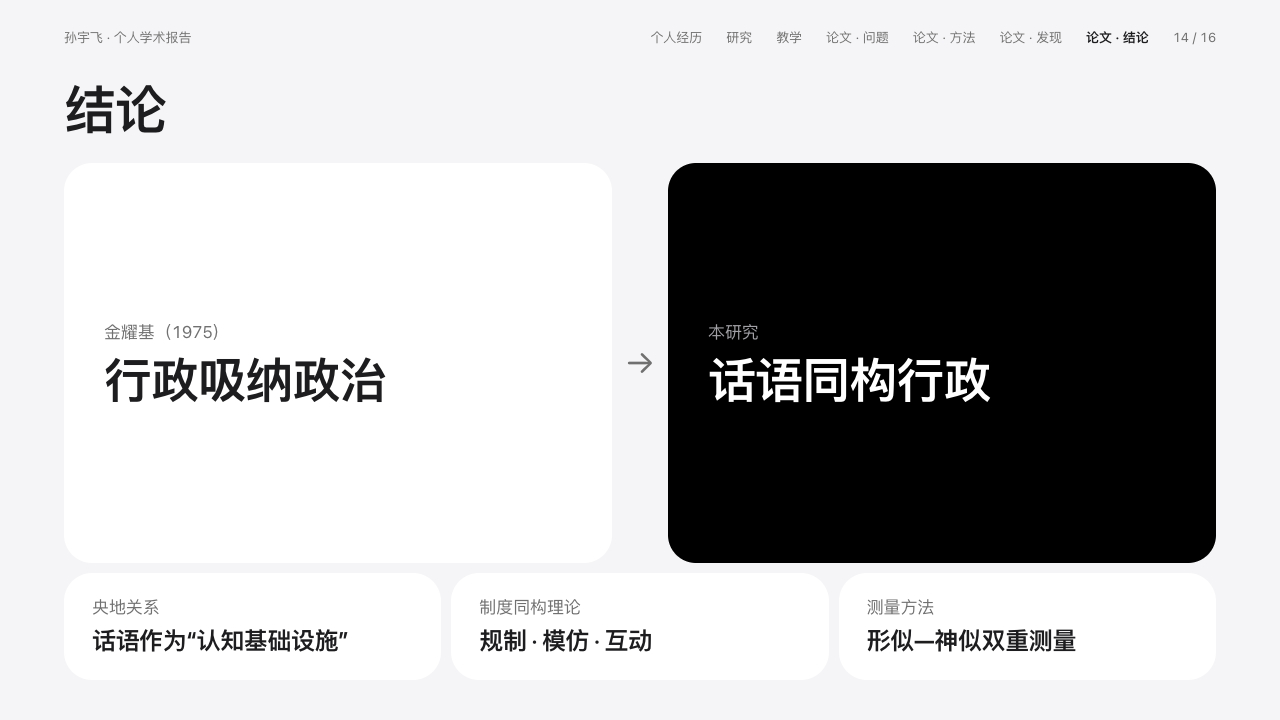 孙宇飞 · 个人学术报告
个人经历 研究 教学 论文 · 问题 论文 · 方法 论文 · 发现 论文 · 结论 14 / 16
结论
金耀基（1975）
行政吸纳政治
→
本研究
话语同构行政
央地关系
话语作为“认知基础设施”
制度同构理论
规制 · 模仿 · 互动
测量方法
形似—神似双重测量